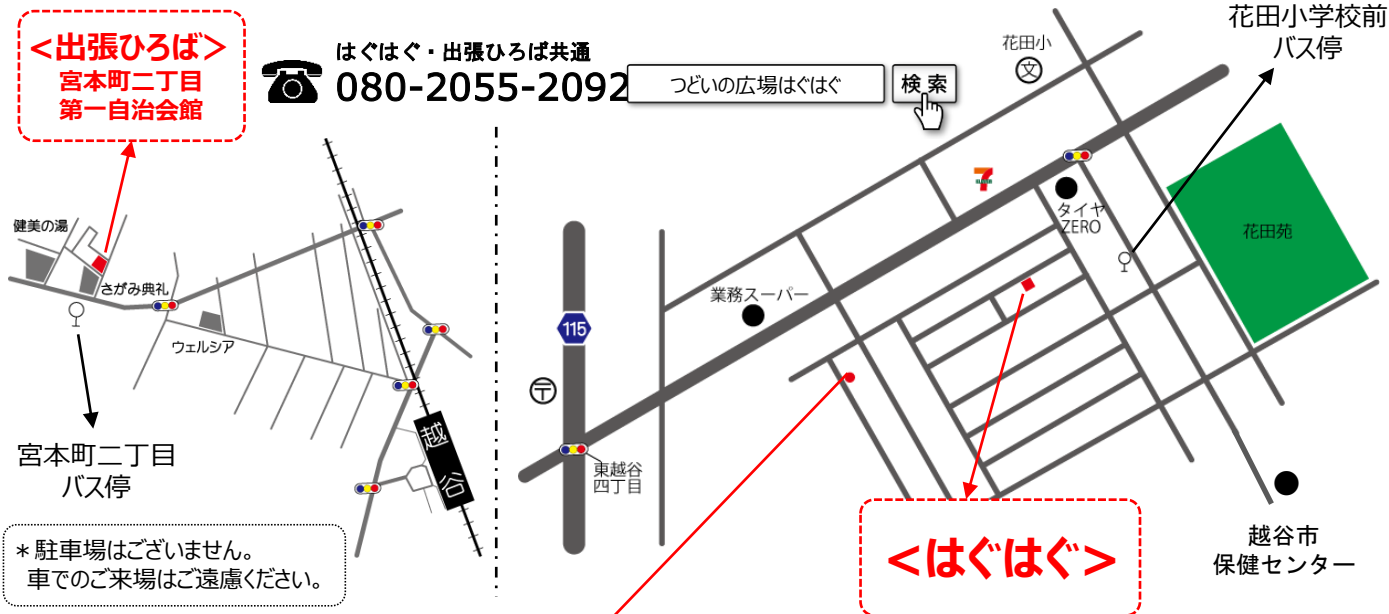 <出張ひろば>
宮本町二丁目
第一自治会館
はぐはぐ・出張ひろば共通
080-2055-2092
つどいの広場はぐはぐ
検索
花田小学校前
バス停
花田小
文
7
タイヤ
ZERO
花田苑
健美の湯
さがみ典礼
ウェルシア
業務スーパー
115
〒
東越谷
四丁目
越谷
宮本町二丁目
バス停
<はぐはぐ>
越谷市
保健センター
*駐車場はございません。
車でのご来場はご遠慮ください。